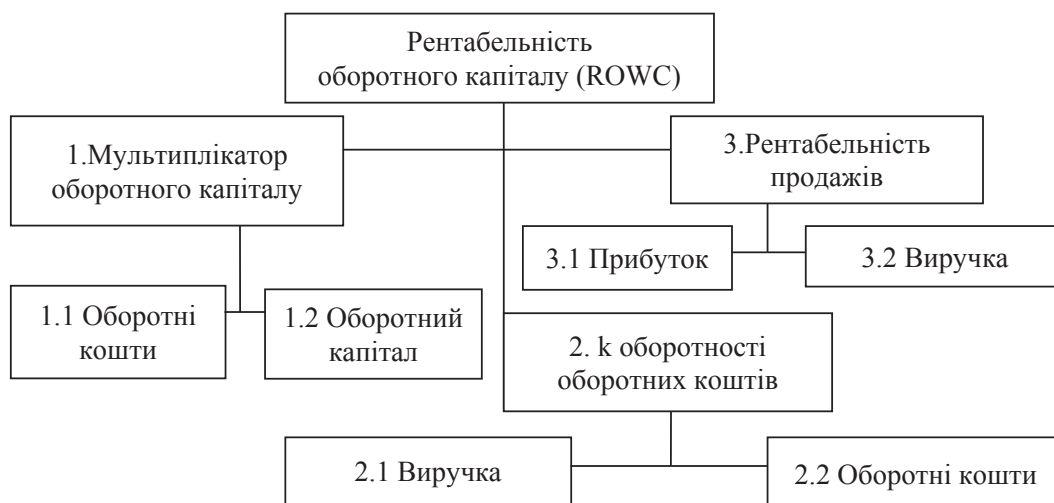 Рентабельність
оборотного капіталу (ROWC)
1.Мультиплікатор
оборотного капіталу
3.Рентабельність
продажів
3.1 Прибуток
3.2 Виручка
1.1 Оборотні
кошти
1.2 Оборотний
капітал
2. k оборотності
оборотних коштів
2.1 Виручка
2.2 Оборотні кошти